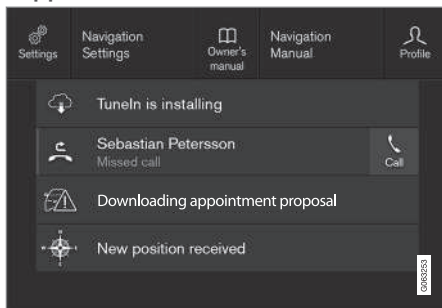 Settings
Navigation
Settings
Owner's
manual
Navigation
Manual
Profile
TuneIn is installing
Sebastian Petersson
Missed call
Call
Downloading appointment proposal
New position received
G063253